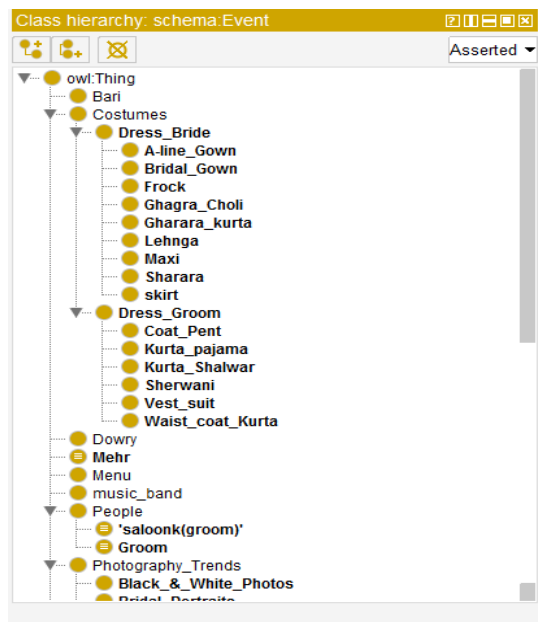 Class hierarchy: schema:Event
Asserted
owl:Thing
Bari
Costumes
Dress_Bride
A-line_Gown
Bridal_Gown
Frock
Ghagra_Choli
Gharara_kurta
Lehnga
Maxi
Sharara
skirt
Dress_Groom
Coat_Pent
Kurta_pajama
Kurta_Shalwar
Sherwani
Vest_suit
Waist_coat_Kurta
Dowry
Mehr
Menu
music_band
People
'saloonk(groom)'
Groom
Photography_Trends
Black_&_White_Photos
Bridal_Portraits